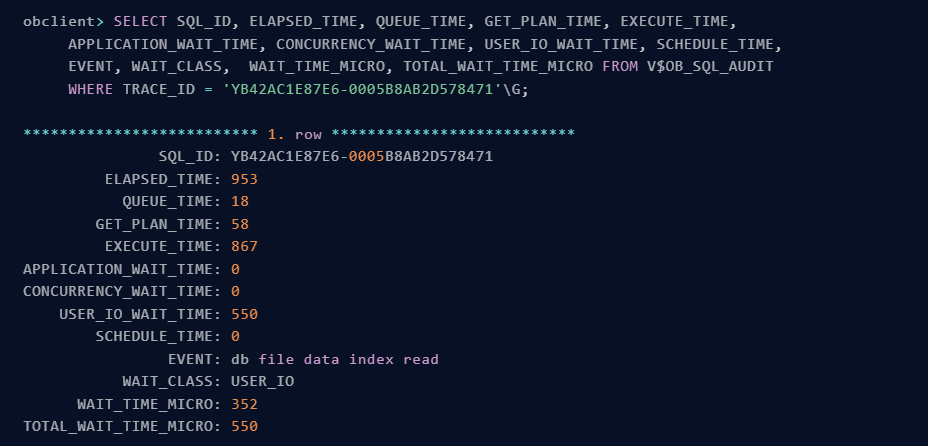 obclient> SELECT SQL_ID, ELAPSED_TIME, QUEUE_TIME, GET_PLAN_TIME, EXECUTE_TIME,
APPLICATION_WAIT_TIME, CONCURRENCY_WAIT_TIME, USER_IO_WAIT_TIME, SCHEDULE_TIME,
EVENT, WAIT_CLASS,  WAIT_TIME_MICRO, TOTAL_WAIT_TIME_MICRO FROM V$OB_SQL_AUDIT
WHERE TRACE_ID = 'YB42AC1E87E6-0005B8AB2D578471'\G;
************************** 1. row ***************************
SQL_ID: YB42AC1E87E6-0005B8AB2D578471
ELAPSED_TIME: 953
QUEUE_TIME: 18
GET_PLAN_TIME: 58
EXECUTE_TIME: 867
APPLICATION_WAIT_TIME: 0
CONCURRENCY_WAIT_TIME: 0
USER_IO_WAIT_TIME: 550
SCHEDULE_TIME: 0
EVENT: db file data index read
WAIT_CLASS: USER_IO
WAIT_TIME_MICRO: 352
TOTAL_WAIT_TIME_MICRO: 550